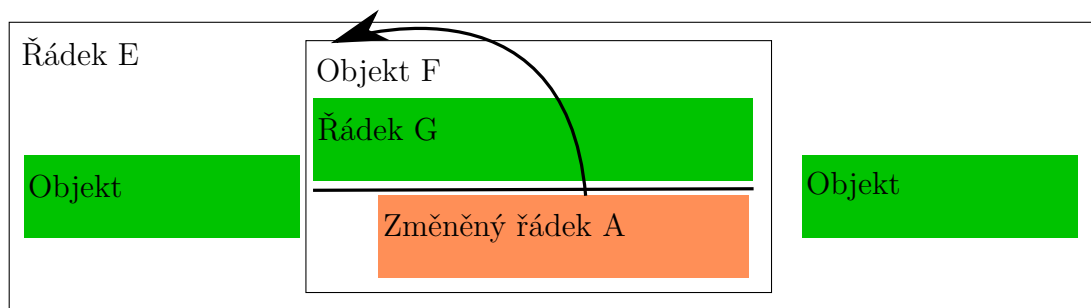 Řádek E
Objekt F
Řádek G
Objekt
Objekt
Změněný řádek A